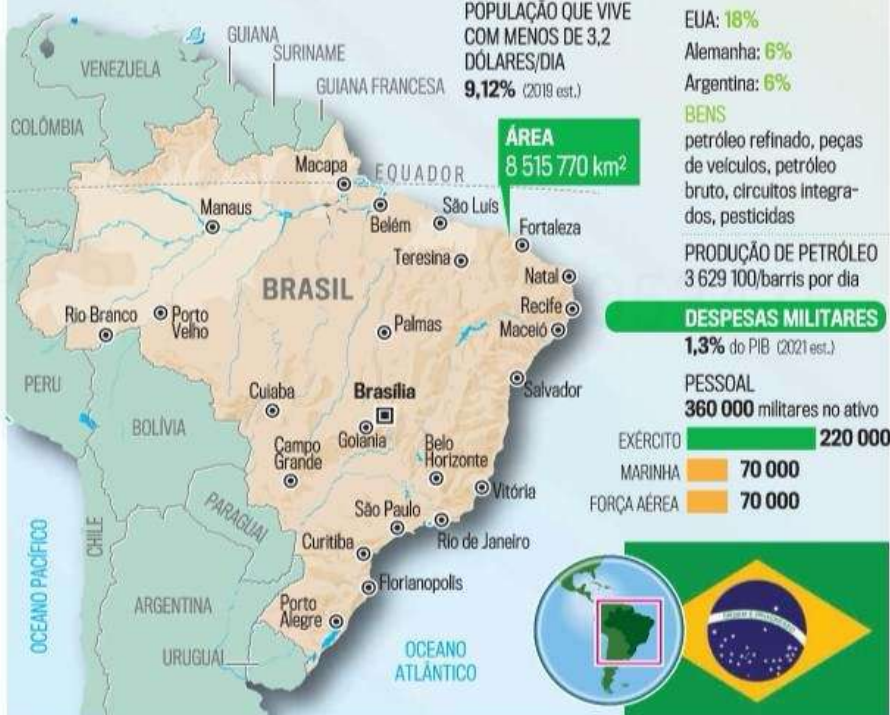 POPULAÇÃO QUE VIVE
COM MENOS DE 3,2
DÓLARES/DIA
9,12% (2019 est.)
EUA: 18%
Alemanha: 6%
Argentina: 6%
BENS
petróleo refinado, peças
de veículos, petróleo
bruto, circuitos integra-
dos, pesticidas
PRODUÇÃO DE PETRÓLEO
3 629 100/barris por dia
DESPESAS MILITARES
1,3% do PIB (2021 est.)
PESSOAL
360 000 militares no ativo
EXÉRCITO 220 000
MARINHA 70 000
FORÇA AÉREA 70 000
ÁREA
8 515 770 km²
GUIANA
SURINAME
GUIANA FRANCESA
VENEZUELA
COLÔMBIA
EQUADOR
Macapa
Manaus
Belém
São Luís
Fortaleza
Teresina
Natal
BRASIL
Recife
Rio Branco
Porto
Velho
Palmas
Maceió
PERU
Cuiaba
Brasília
Salvador
BOLÍVIA
Goiania
Campo
Grande
Belo
Horizonte
Vitória
PARAGUAI
São Paulo
Rio de Janeiro
Curitiba
CHILE
OCEANO PACÍFICO
Florianopolis
ARGENTINA
Porto
Alegre
URUGUAI
OCEANO
ATLÂNTICO